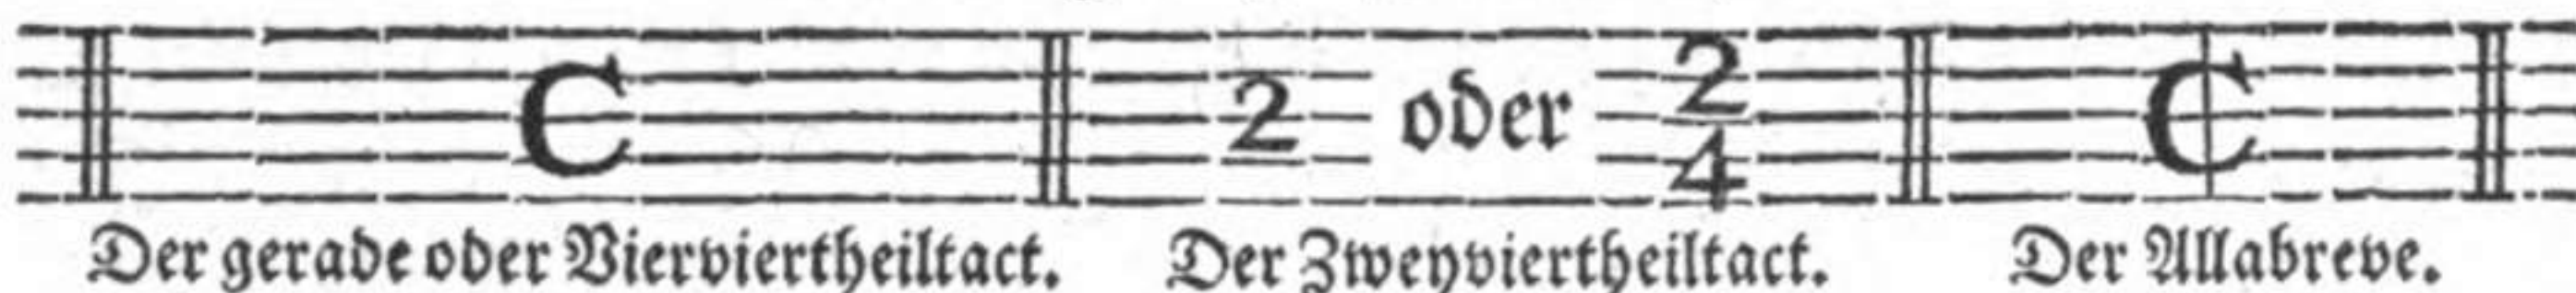 C 2 oder 2/4 C
Der gerade oder Vierviertheiltact. Der Zweyviertheiltact. Der Allabreve.